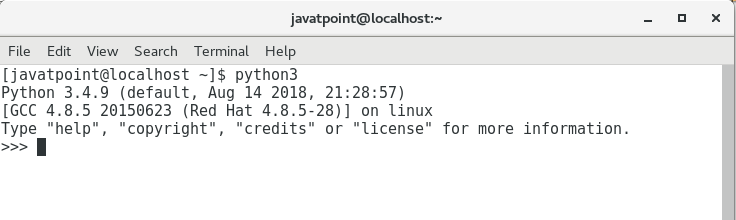 javatpoint@localhost:~
File Edit View Search Terminal Help
[javatpoint@localhost ~]$ python3
Python 3.4.9 (default, Aug 14 2018, 21:28:57)
[GCC 4.8.5 20150623 (Red Hat 4.8.5-28)] on linux
Type "help", "copyright", "credits" or "license" for more information.
>>>